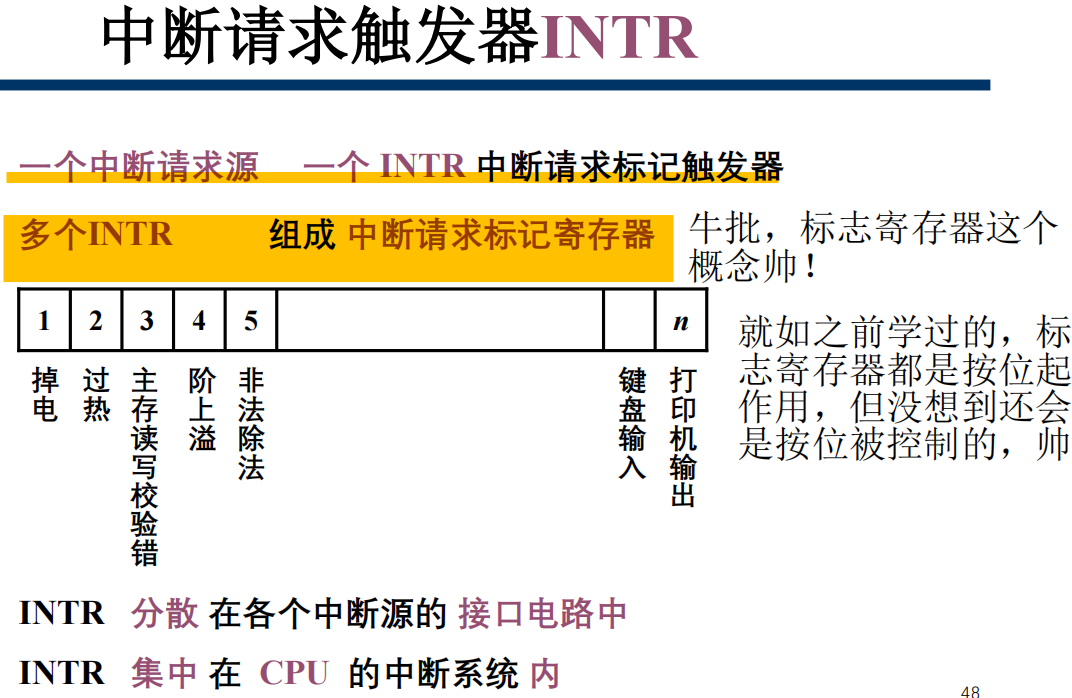 中断请求触发器INTR
一个中断请求源 一个 INTR 中断请求标记触发器
多个INTR 组成 中断请求标记寄存器
牛批，标志寄存器这个
概念帅！
1 2 3 4 5 n
掉电
过热
主存读写校验错
阶上溢
非法除法
键盘输入
打印机输出
就如之前学过的，标
志寄存器都是按位起
作用，但没想到还会
是按位被控制的，帅
INTR 分散 在各个中断源的 接口电路中
INTR 集中 在 CPU 的中断系统 内
48